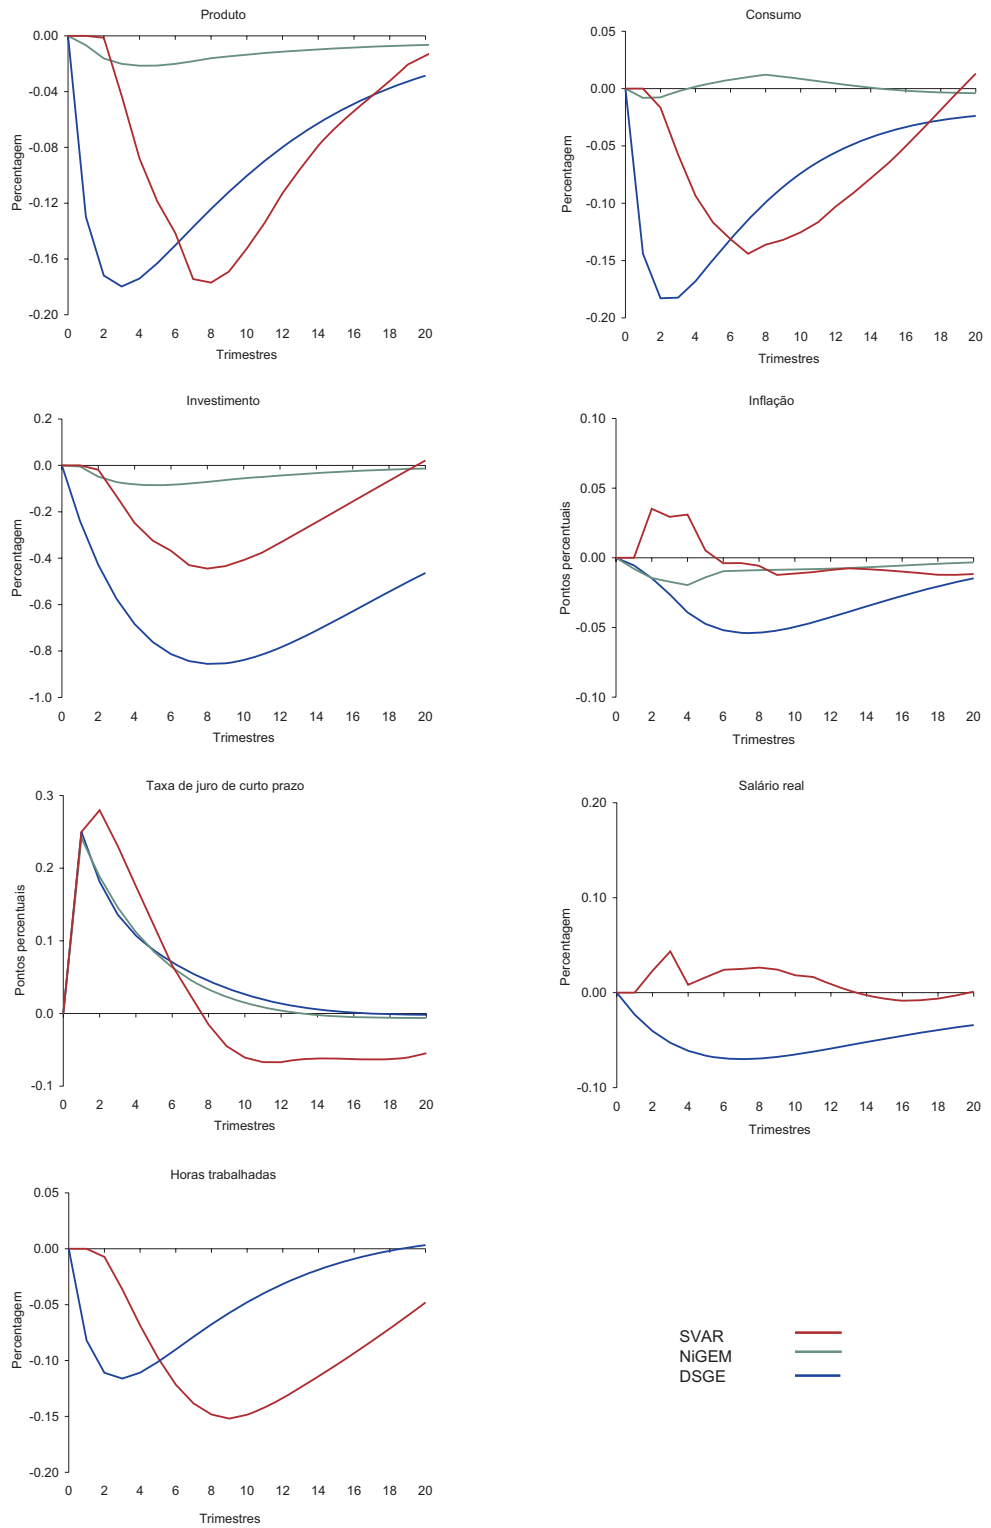 Produto
0.00
-0.04
-0.08
-0.12
-0.16
-0.20
Percentagem
0 2 4 6 8 10 12 14 16 18 20
Trimestres
Consumo
0.05
0.00
-0.05
-0.10
-0.15
-0.20
Percentagem
0 2 4 6 8 10 12 14 16 18 20
Trimestres
Investimento
0.2
0.0
-0.2
-0.4
-0.6
-0.8
-1.0
Percentagem
0 2 4 6 8 10 12 14 16 18 20
Trimestres
Inflação
0.10
0.05
0.00
-0.05
-0.10
Pontos percentuais
0 2 4 6 8 10 12 14 16 18 20
Trimestres
Taxa de juro de curto prazo
0.3
0.2
0.1
0.0
-0.1
Pontos percentuais
0 2 4 6 8 10 12 14 16 18 20
Trimestres
Salário real
0.20
0.10
0.00
-0.10
Percentagem
0 2 4 6 8 10 12 14 16 18 20
Trimestres
Horas trabalhadas
0.05
0.00
-0.05
-0.10
-0.15
-0.20
Percentagem
0 2 4 6 8 10 12 14 16 18 20
Trimestres
SVAR
NiGEM
DSGE